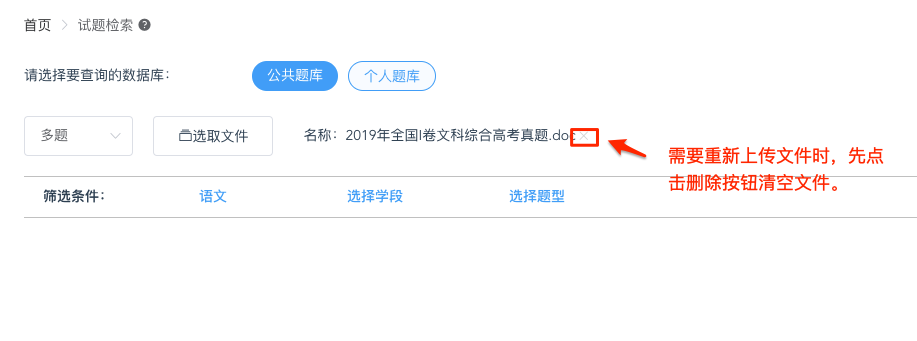 首页 > 试题检索 ?
请选择要查询的数据库： 公共题库 个人题库
多题 选取文件 名称：2019年全国I卷文科综合高考真题.doc ×
需要重新上传文件时，先点
击删除按钮清空文件。
筛选条件： 语文 选择学段 选择题型